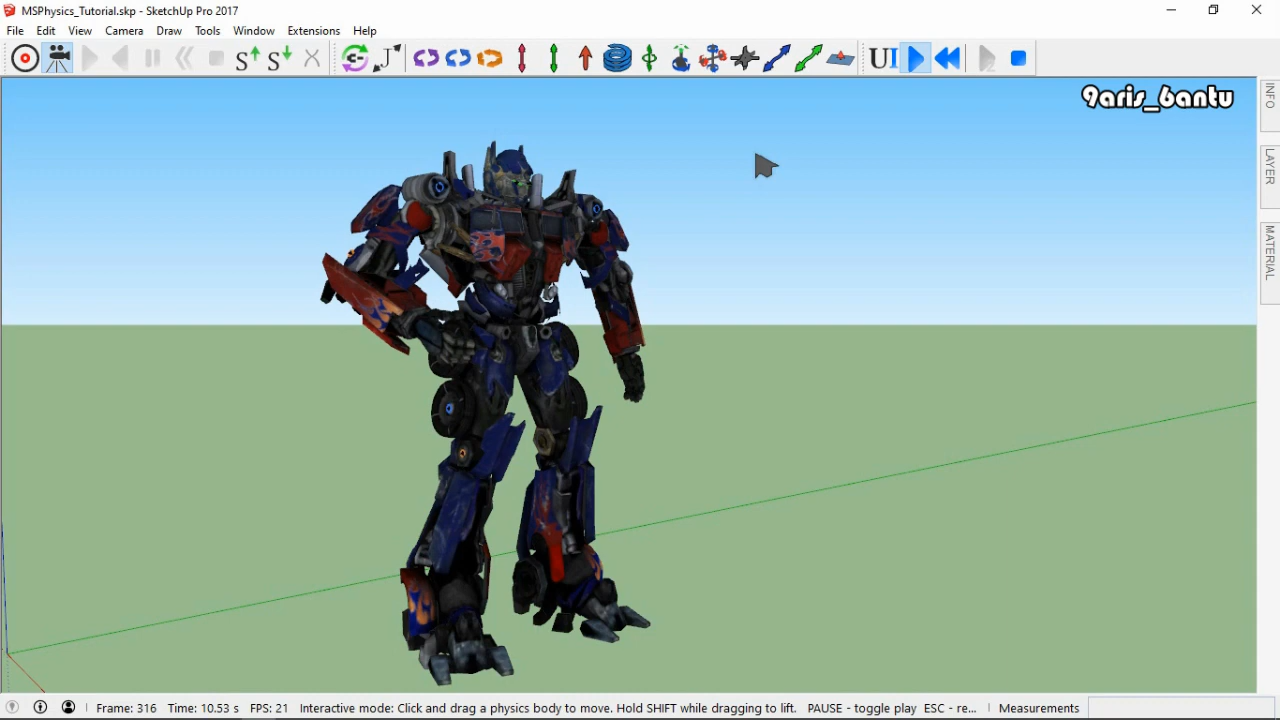 MSPhysics_Tutorial.skp - SketchUp Pro 2017
File Edit View Camera Draw Tools Window Extensions Help
S S J UI
9aris_6antu
INFO
LAYER
MATERIAL
Frame: 316 Time: 10.53 s FPS: 21 Interactive mode: Click and drag a physics body to move. Hold SHIFT while dragging to lift. PAUSE - toggle play ESC - re... Measurements